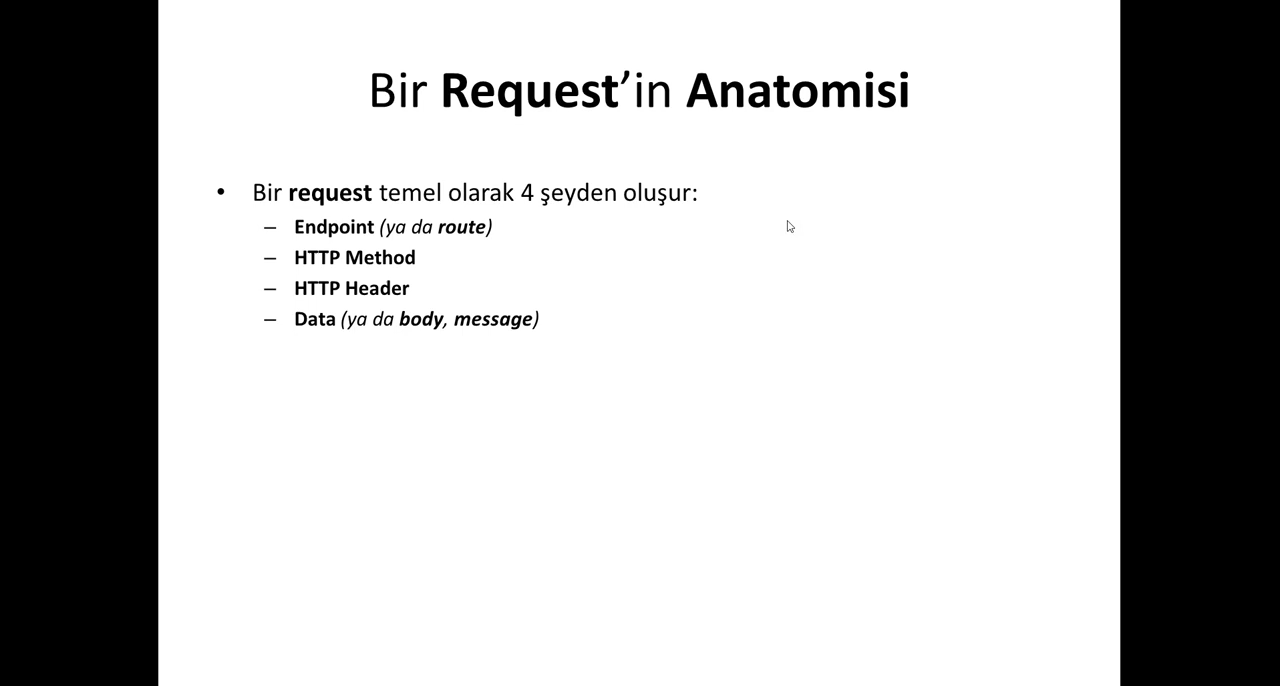 Bir Request’in Anatomisi
• Bir request temel olarak 4 şeyden oluşur:
– Endpoint (ya da route)
– HTTP Method
– HTTP Header
– Data (ya da body, message)